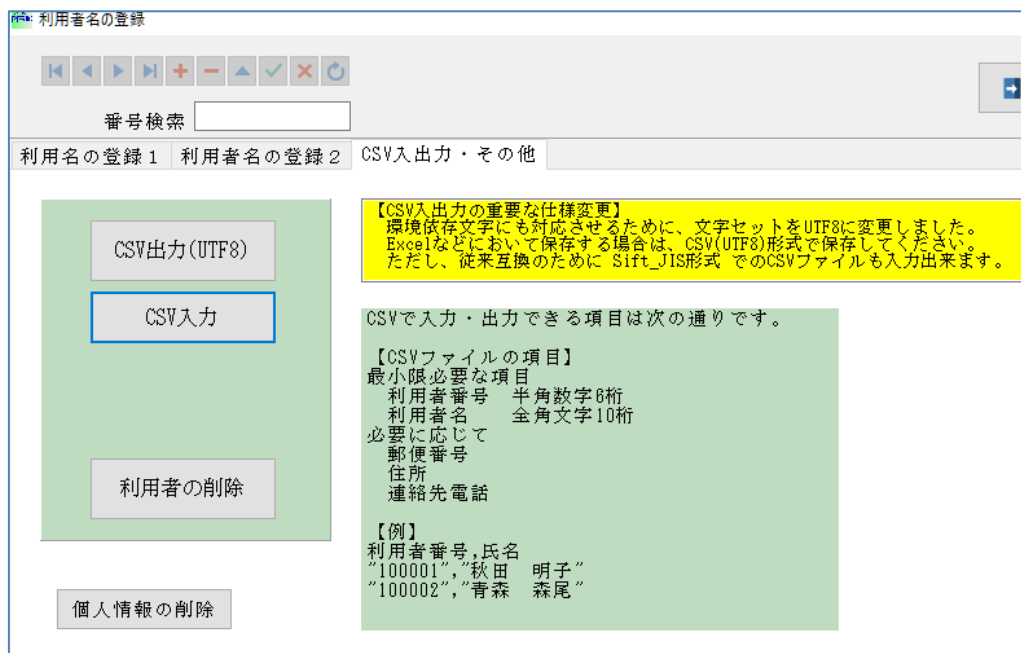 利用者名の登録
番号検索
利用名の登録1 利用者名の登録2 CSV入出力・その他
CSV出力(UTF8)
CSV入力
利用者の削除
個人情報の削除
【CSV入出力の重要な仕様変更】
環境依存文字にも対応させるために、文字セットをUTF8に変更しました。
Excelなどにおいて保存する場合は、CSV(UTF8)形式で保存してください。
ただし、従来互換のために Sift_JIS形式 でのCSVファイルも入力出来ます。
CSVで入力・出力できる項目は次の通りです。
【CSVファイルの項目】
最小限必要な項目
利用者番号 半角数字6桁
利用者名 全角文字10桁
必要に応じて
郵便番号
住所
連絡先電話
【例】
利用者番号,氏名
"100001","秋田 明子"
"100002","青森 森尾"